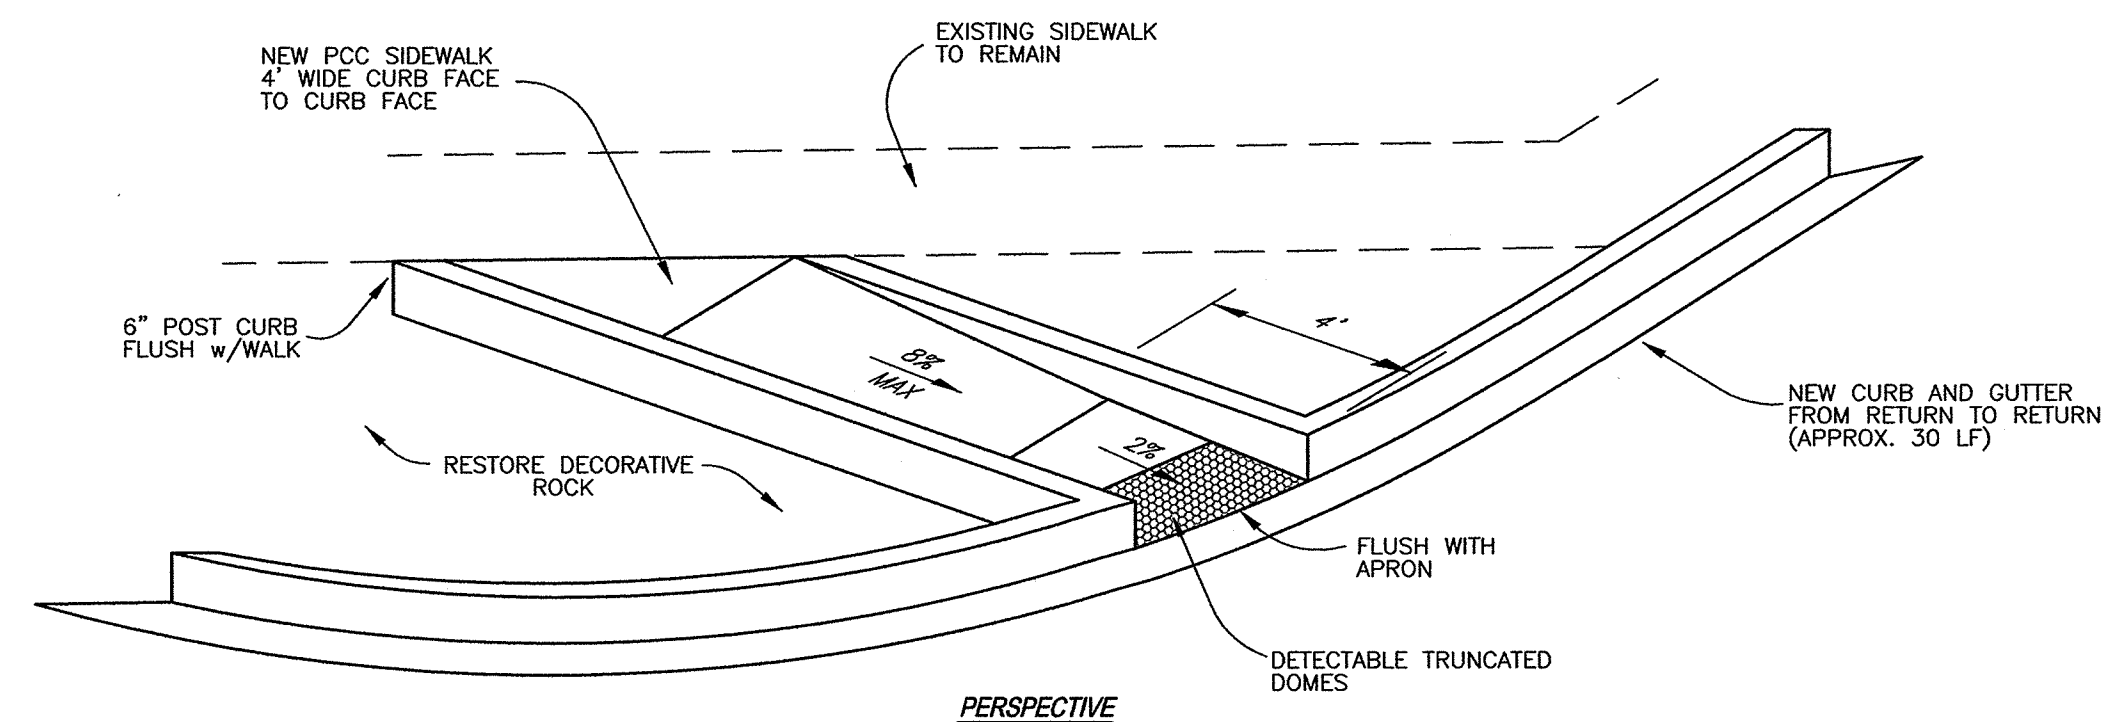 EXISTING SIDEWALK
TO REMAIN
NEW PCC SIDEWALK
4' WIDE CURB FACE
TO CURB FACE
6" POST CURB
FLUSH w/WALK
4'
8%
MAX
2%
NEW CURB AND GUTTER
FROM RETURN TO RETURN
(APPROX. 30 LF)
RESTORE DECORATIVE
ROCK
FLUSH WITH
APRON
DETECTABLE TRUNCATED
DOMES
PERSPECTIVE